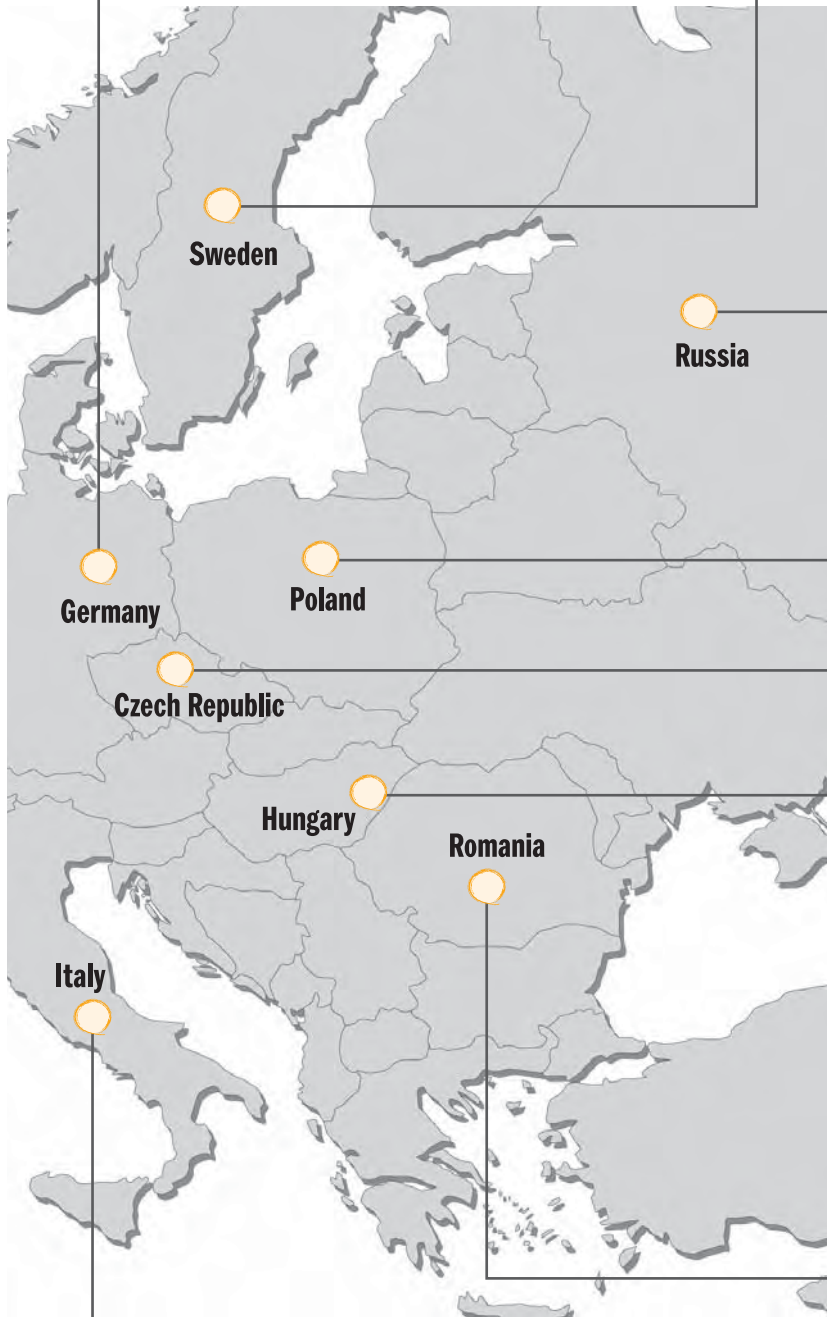 Sweden
Russia
Germany
Poland
Czech Republic
Hungary
Romania
Italy